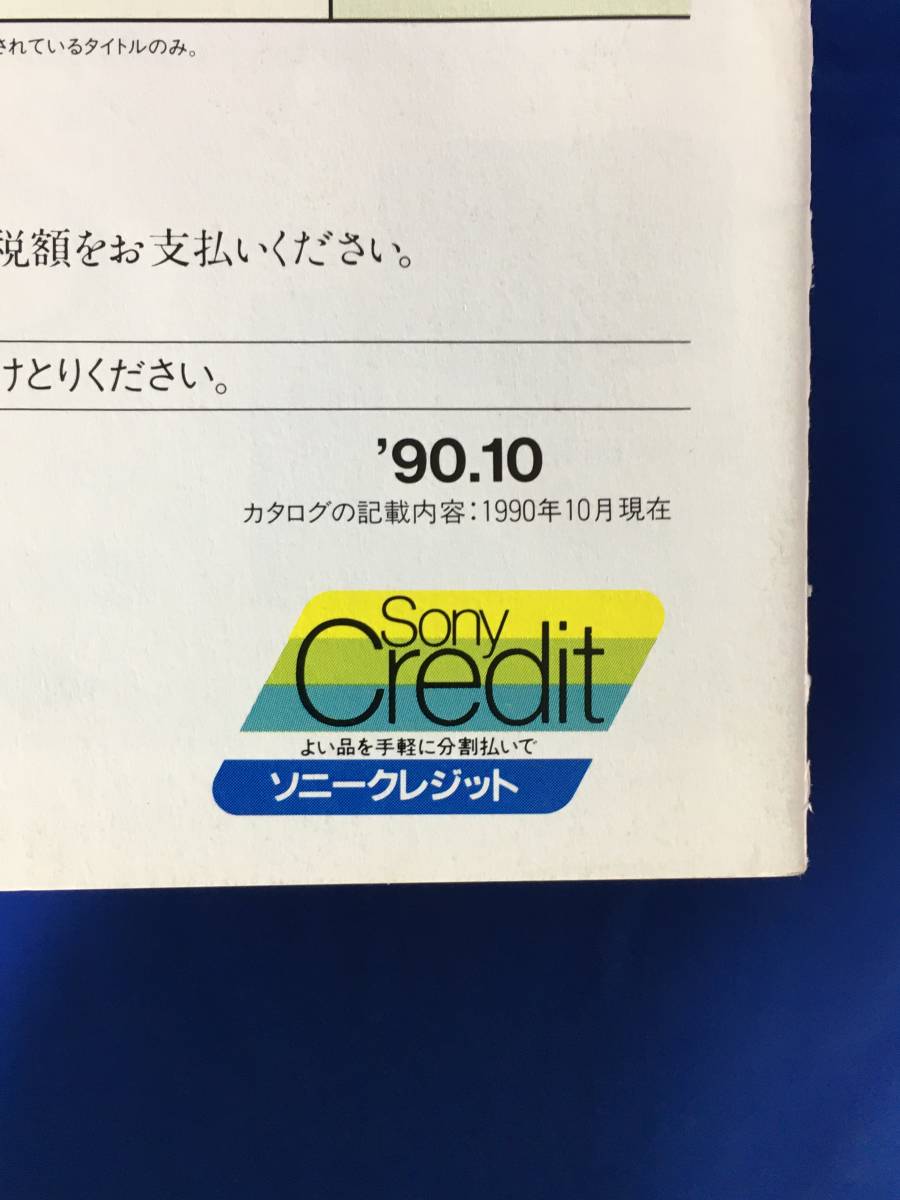 されているタイトルのみ。
税額をお支払いください。
けとりください。
’90.10
カタログの記載内容：1990年10月現在
Sony
Credit
よい品を手軽に分割払いで
ソニークレジット